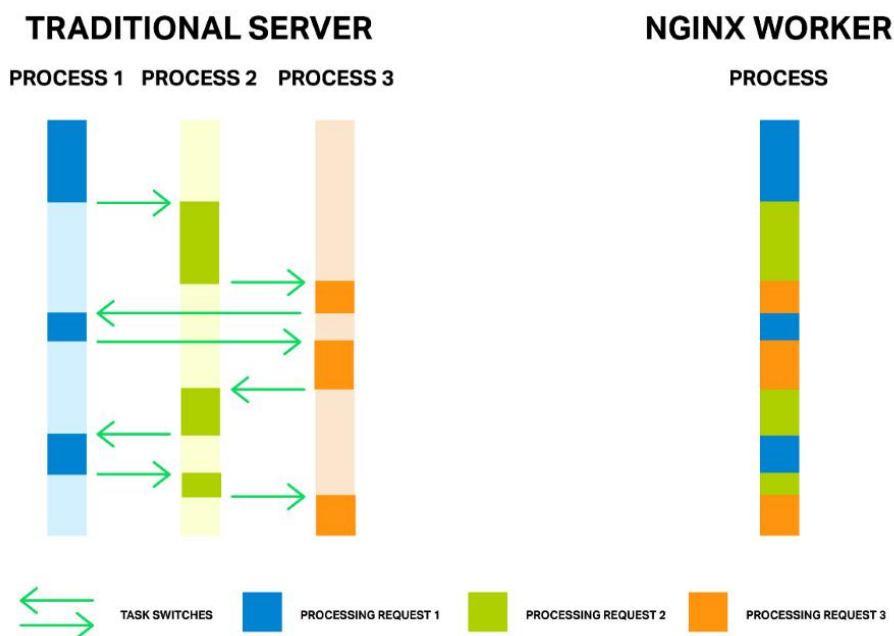 TRADITIONAL SERVER
NGINX WORKER
PROCESS 1 PROCESS 2 PROCESS 3
PROCESS
TASK SWITCHES
PROCESSING REQUEST 1
PROCESSING REQUEST 2
PROCESSING REQUEST 3